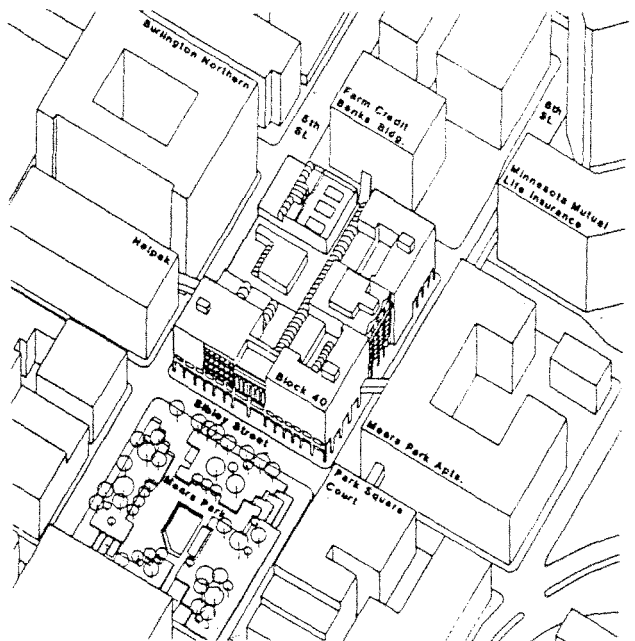 Burlington Northern
Farm Credit
Banks Bldg.
5th
St.
6th
St.
Minnesota Mutual
Life Insurance
Helpak
Block 40
Sibley Street
Mears Park Apts.
Mears Park
Park Square
Court